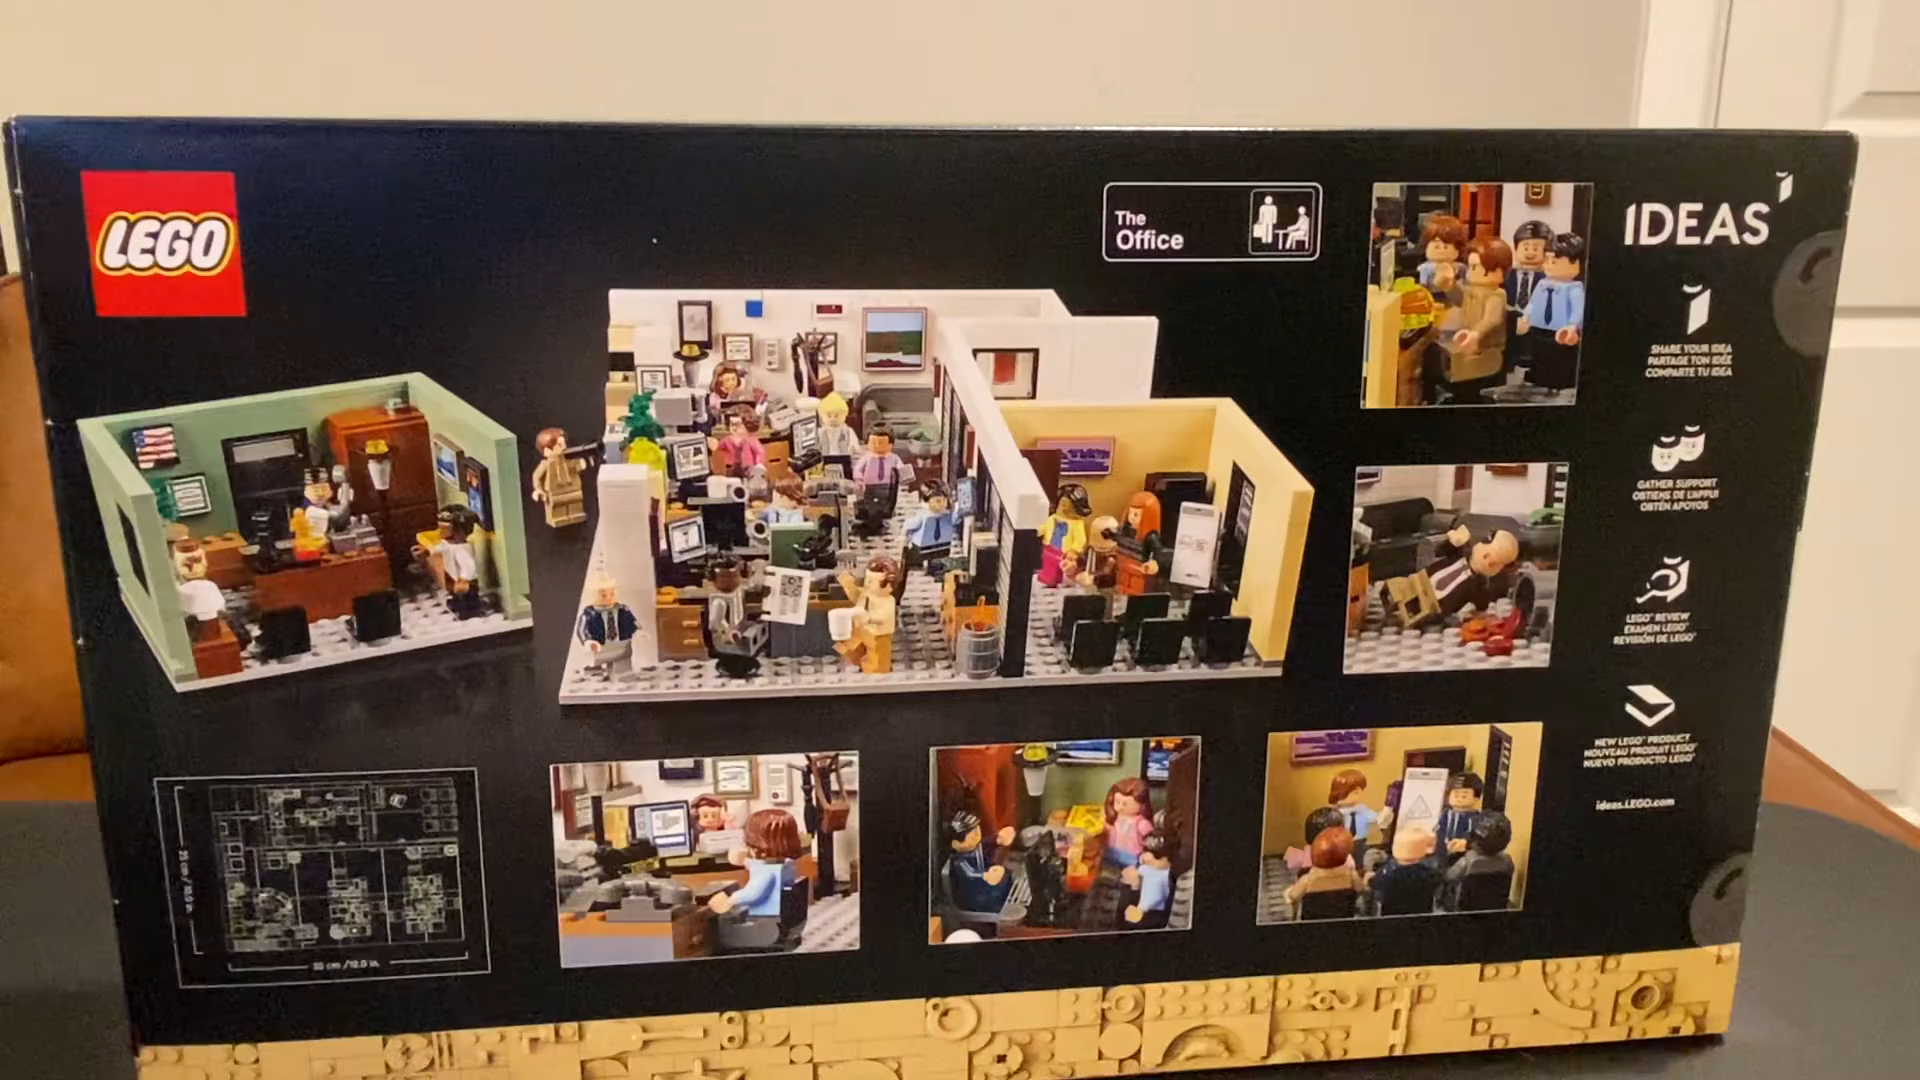 LEGO
The
Office
IDEAS
SHARE YOUR IDEA
PARTAGE TON IDÉE
COMPARTE TU IDEA
GATHER SUPPORT
OBTIENS DE L'APPUI
OBTÉN APOYOS
LEGO® REVIEW
EXAMEN LEGO®
REVISIÓN DE LEGO®
NEW LEGO® PRODUCT
NOUVEAU PRODUIT LEGO®
NUEVO PRODUCTO LEGO®
ideas.LEGO.com